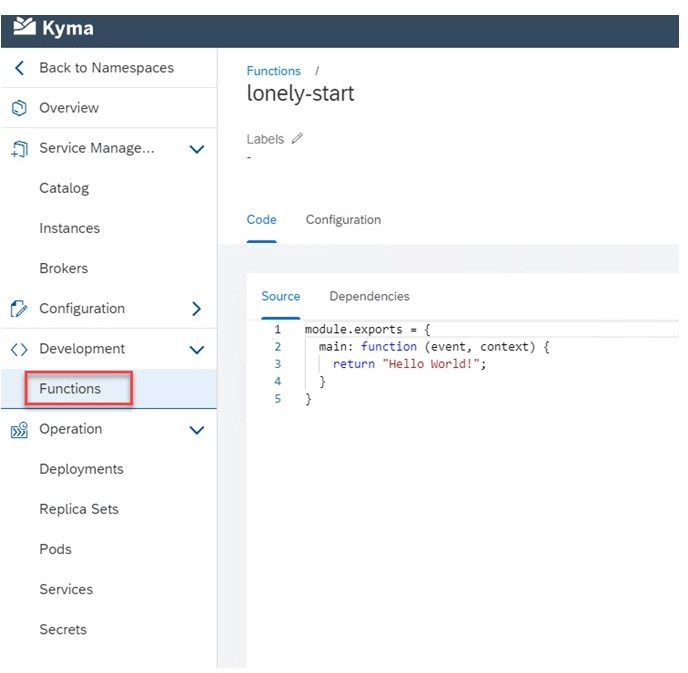 Kyma
Back to Namespaces
Overview
Service Manage...
Catalog
Instances
Brokers
Configuration
Development
Functions
Operation
Deployments
Replica Sets
Pods
Services
Secrets
Functions /
lonely-start
Labels
-
Code Configuration
Source Dependencies
1 module.exports = {
2 main: function (event, context) {
3 return "Hello World!";
4 }
5 }